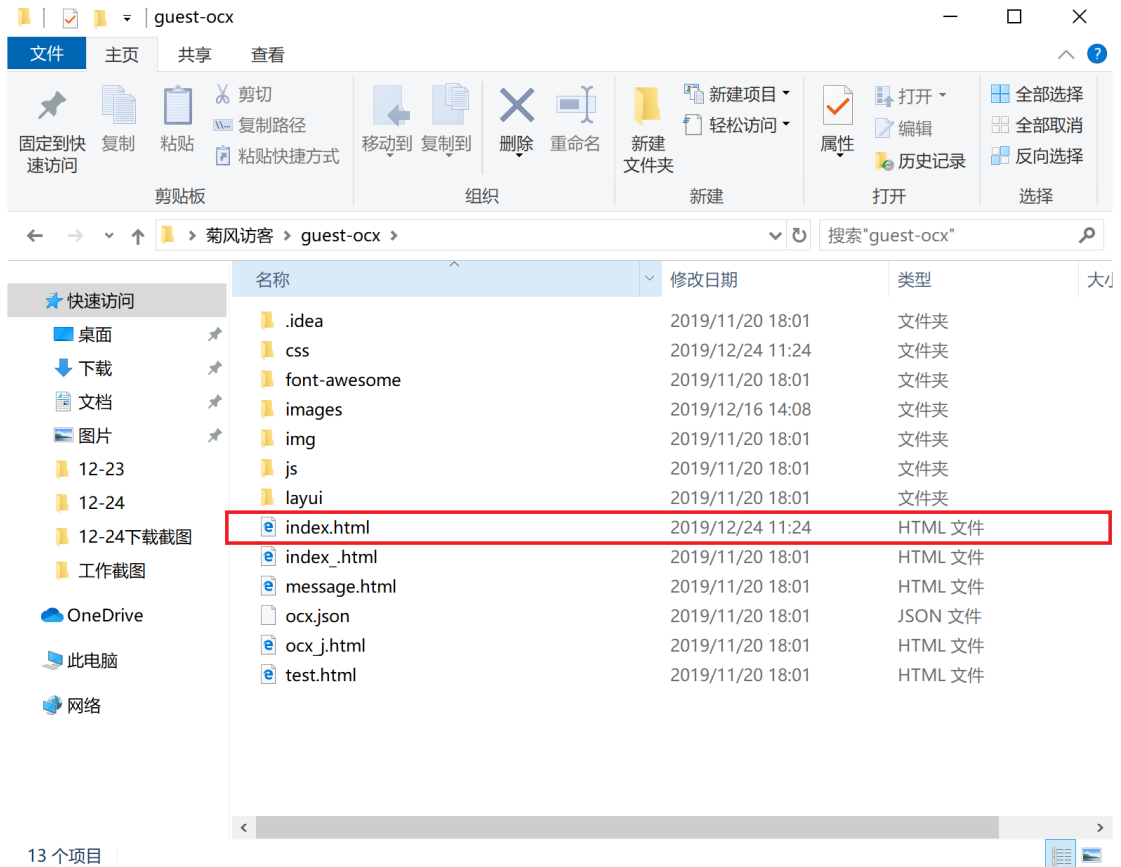 guest-ocx
文件 主页 共享 查看
固定到快速访问
复制
粘贴
剪切
复制路径
粘贴快捷方式
剪贴板
移动到
复制到
删除
重命名
组织
新建
文件夹
新建项目
轻松访问
新建
属性
打开
编辑
历史记录
打开
全部选择
全部取消
反向选择
选择
菊风访客 guest-ocx
搜索"guest-ocx"
快速访问
桌面
下载
文档
图片
12-23
12-24
12-24下载截图
工作截图
OneDrive
此电脑
网络
名称 修改日期 类型 大小
.idea 2019/11/20 18:01 文件夹
css 2019/12/24 11:24 文件夹
font-awesome 2019/11/20 18:01 文件夹
images 2019/12/16 14:08 文件夹
img 2019/11/20 18:01 文件夹
js 2019/11/20 18:01 文件夹
layui 2019/11/20 18:01 文件夹
index.html 2019/12/24 11:24 HTML 文件
index_.html 2019/11/20 18:01 HTML 文件
message.html 2019/11/20 18:01 HTML 文件
ocx.json 2019/11/20 18:01 JSON 文件
ocx_j.html 2019/11/20 18:01 HTML 文件
test.html 2019/11/20 18:01 HTML 文件
13 个项目